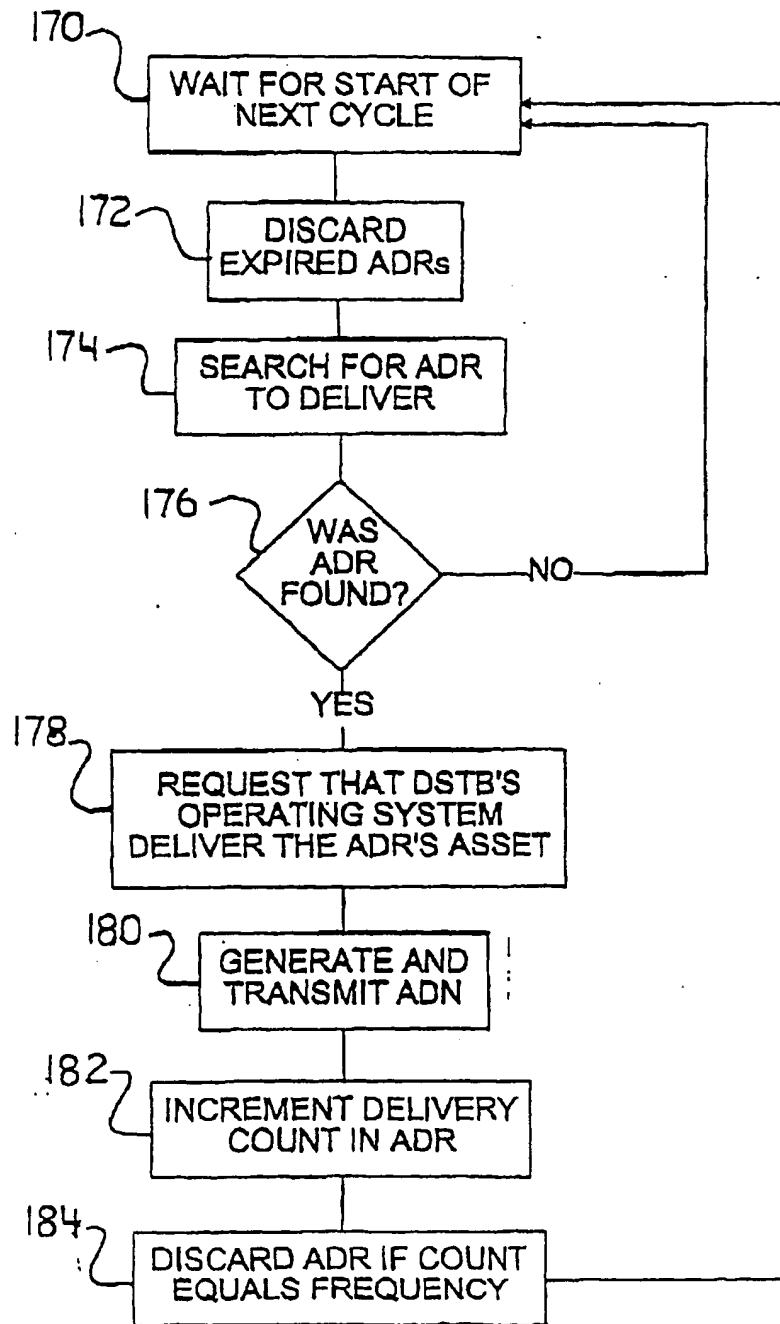 170
WAIT FOR START OF
NEXT CYCLE
172
DISCARD
EXPIRED ADRs
174
SEARCH FOR ADR
TO DELIVER
176
WAS
ADR
FOUND?
NO
YES
178
REQUEST THAT DSTB'S
OPERATING SYSTEM
DELIVER THE ADR'S ASSET
180
GENERATE AND
TRANSMIT ADN
182
INCREMENT DELIVERY
COUNT IN ADR
184
DISCARD ADR IF COUNT
EQUALS FREQUENCY